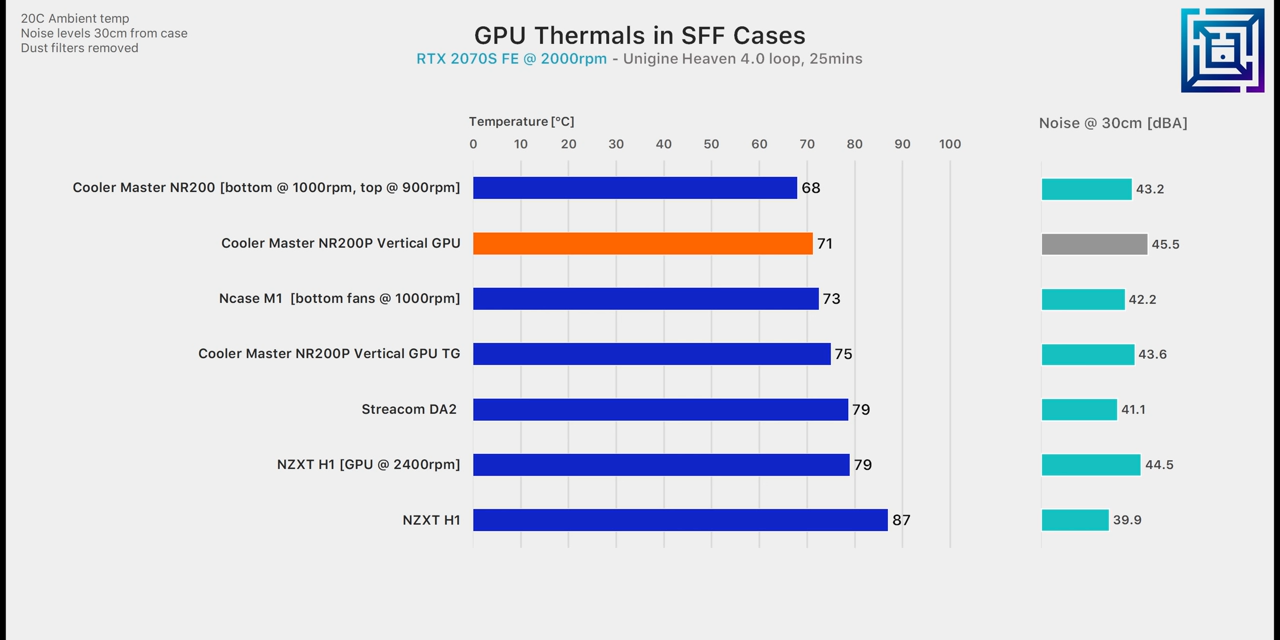 20C Ambient temp
Noise levels 30cm from case
Dust filters removed
GPU Thermals in SFF Cases
RTX 2070S FE @ 2000rpm - Unigine Heaven 4.0 loop, 25mins
Temperature [°C]
Noise @ 30cm [dBA]
0 10 20 30 40 50 60 70 80 90 100
Cooler Master NR200 [bottom @ 1000rpm, top @ 900rpm] 68 43.2
Cooler Master NR200P Vertical GPU 71 45.5
Ncase M1 [bottom fans @ 1000rpm] 73 42.2
Cooler Master NR200P Vertical GPU TG 75 43.6
Streacom DA2 79 41.1
NZXT H1 [GPU @ 2400rpm] 79 44.5
NZXT H1 87 39.9